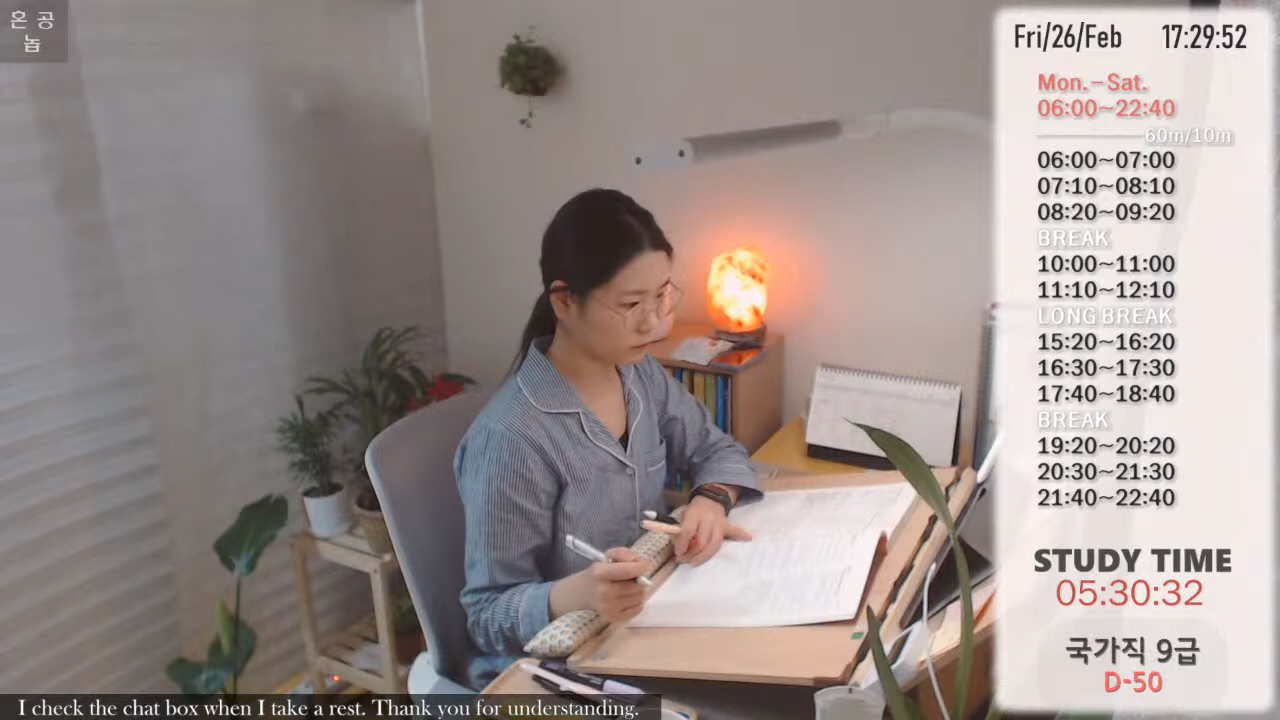 혼 공
놉
Fri/26/Feb 17:29:52
Mon.-Sat.
06:00~22:40
60m/10m
06:00~07:00
07:10~08:10
08:20~09:20
BREAK
10:00~11:00
11:10~12:10
LONG BREAK
15:20~16:20
16:30~17:30
17:40~18:40
BREAK
19:20~20:20
20:30~21:30
21:40~22:40
STUDY TIME
05:30:32
국가직 9급
D-50
I check the chat box when I take a rest. Thank you for understanding.